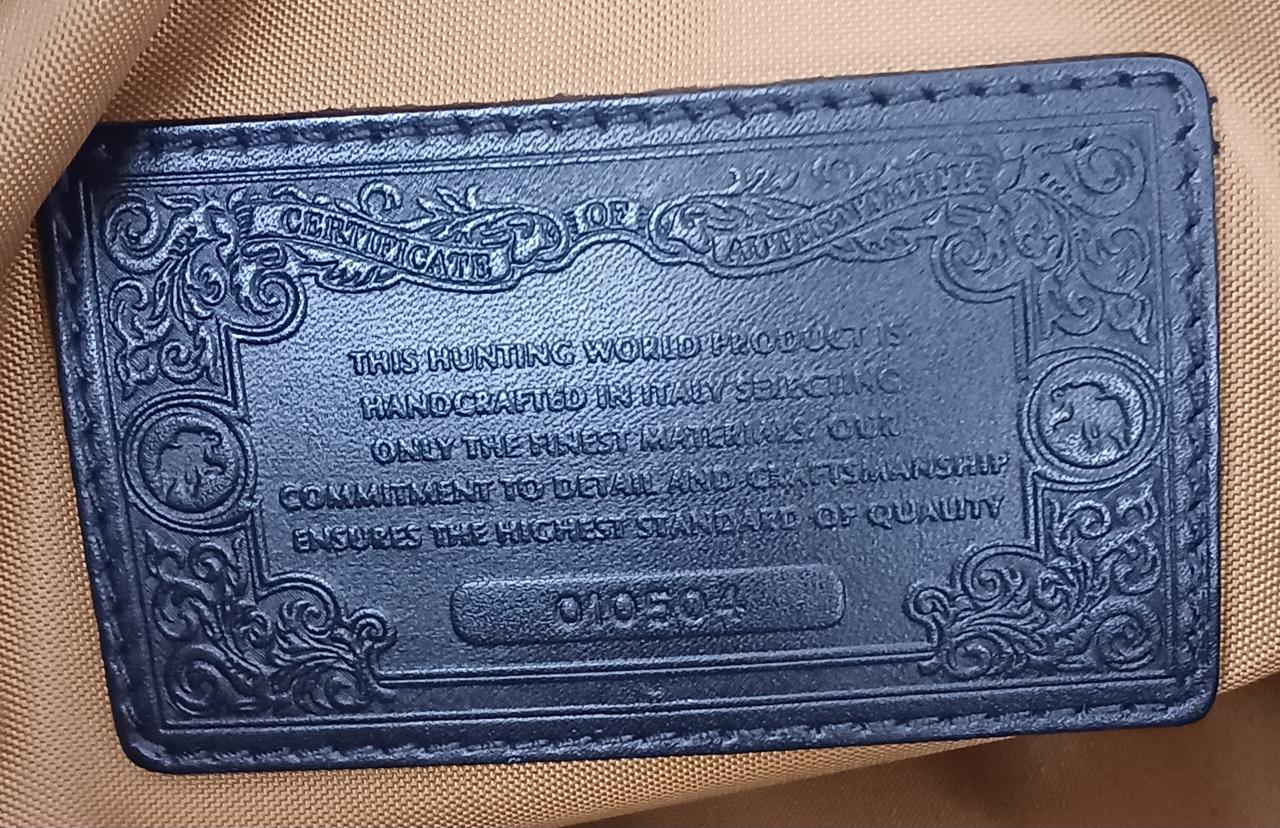 CERTIFICATE OF AUTHENTICITY
THIS HUNTING WORLD PRODUCT IS
HANDCRAFTED IN ITALY SELECTING
ONLY THE FINEST MATERIALS. OUR
COMMITMENT TO DETAIL AND CRAFTSMANSHIP
ENSURES THE HIGHEST STANDARD OF QUALITY
010504